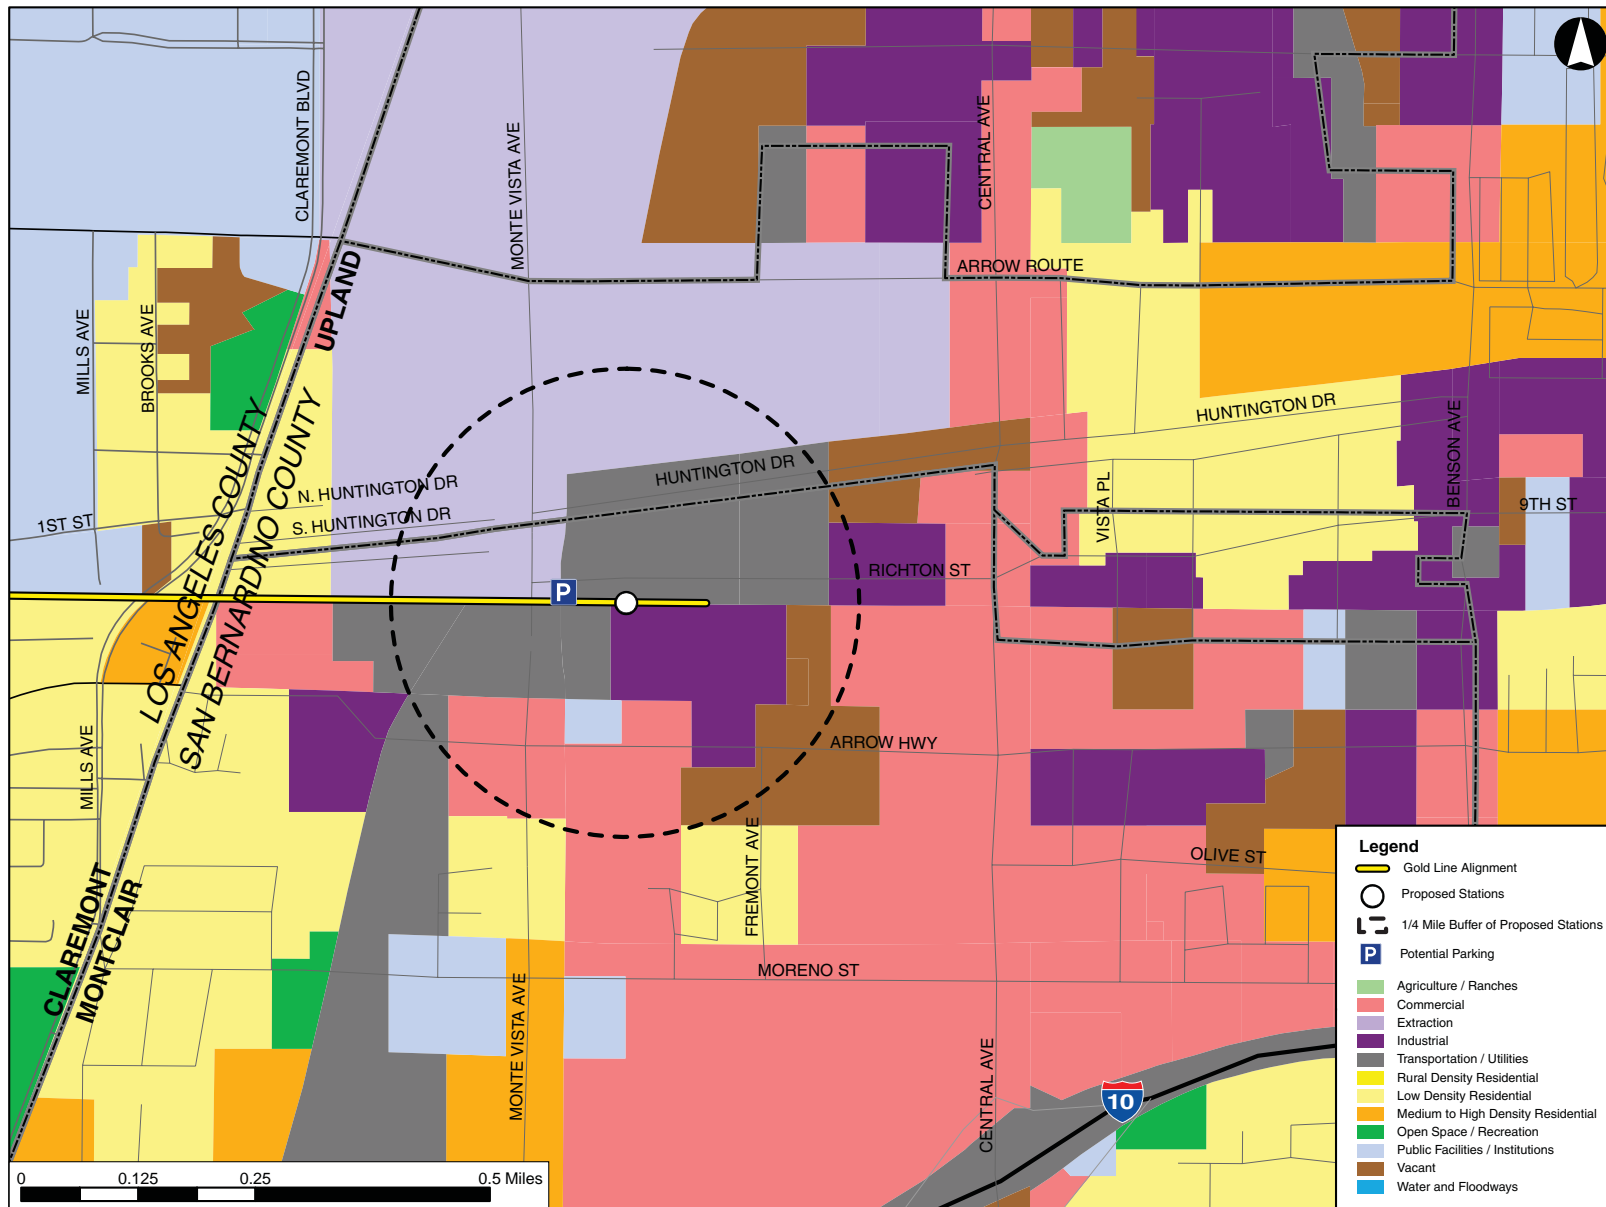 CLAREMONT BLVD
MONTE VISTA AVE
CENTRAL AVE
ARROW ROUTE
UPLAND
MILLS AVE
BROOKS AVE
HUNTINGTON DR
BENSON AVE
LOS ANGELES COUNTY
SAN BERNARDINO COUNTY
N. HUNTINGTON DR
HUNTINGTON DR
S. HUNTINGTON DR
1ST ST
VISTA PL
9TH ST
RICHTON ST
P
ARROW HWY
MILLS AVE
FREMONT AVE
OLIVE ST
CLAREMONT
MONTCLAIR
MORENO ST
MONTE VISTA AVE
CENTRAL AVE
10
0 0.125 0.25 0.5 Miles
Legend
Gold Line Alignment
Proposed Stations
1/4 Mile Buffer of Proposed Stations
P Potential Parking
Agriculture / Ranches
Commercial
Extraction
Industrial
Transportation / Utilities
Rural Density Residential
Low Density Residential
Medium to High Density Residential
Open Space / Recreation
Public Facilities / Institutions
Vacant
Water and Floodways